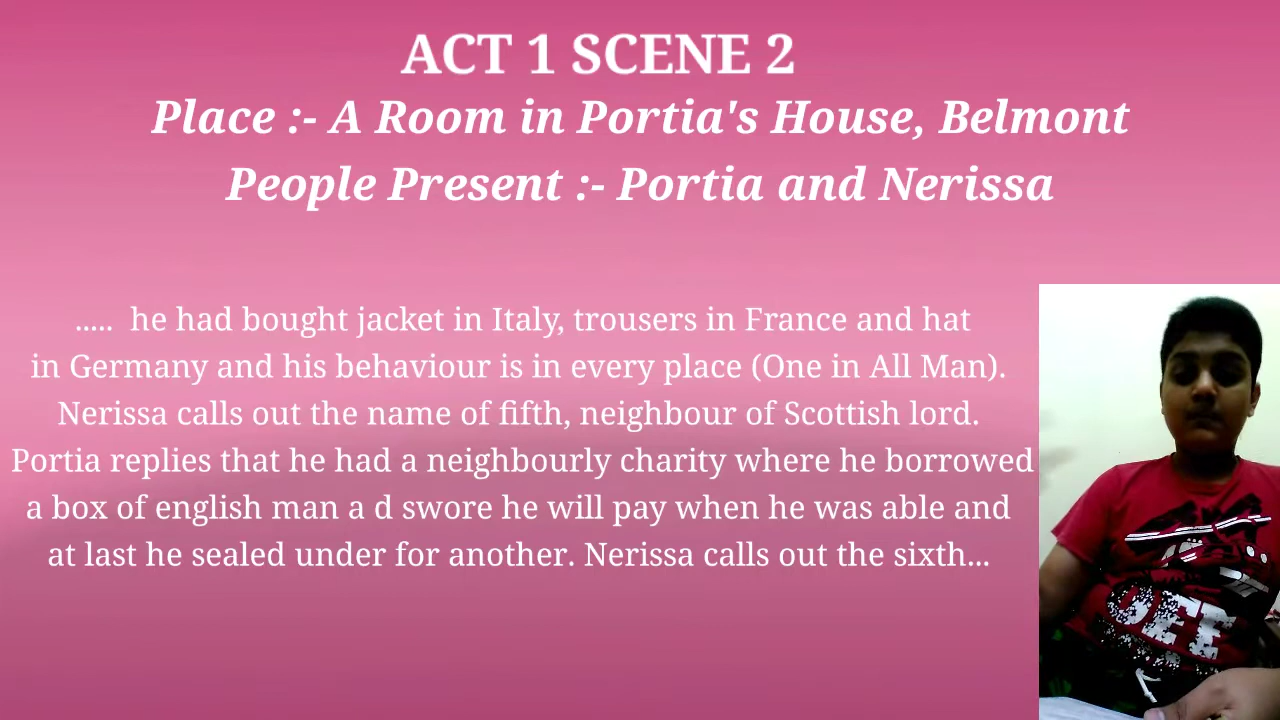 ACT 1 SCENE 2
Place :- A Room in Portia's House, Belmont
People Present :- Portia and Nerissa
..... he had bought jacket in Italy, trousers in France and hat
in Germany and his behaviour is in every place (One in All Man).
Nerissa calls out the name of fifth, neighbour of Scottish lord.
Portia replies that he had a neighbourly charity where he borrowed
a box of english man a d swore he will pay when he was able and
at last he sealed under for another. Nerissa calls out the sixth...